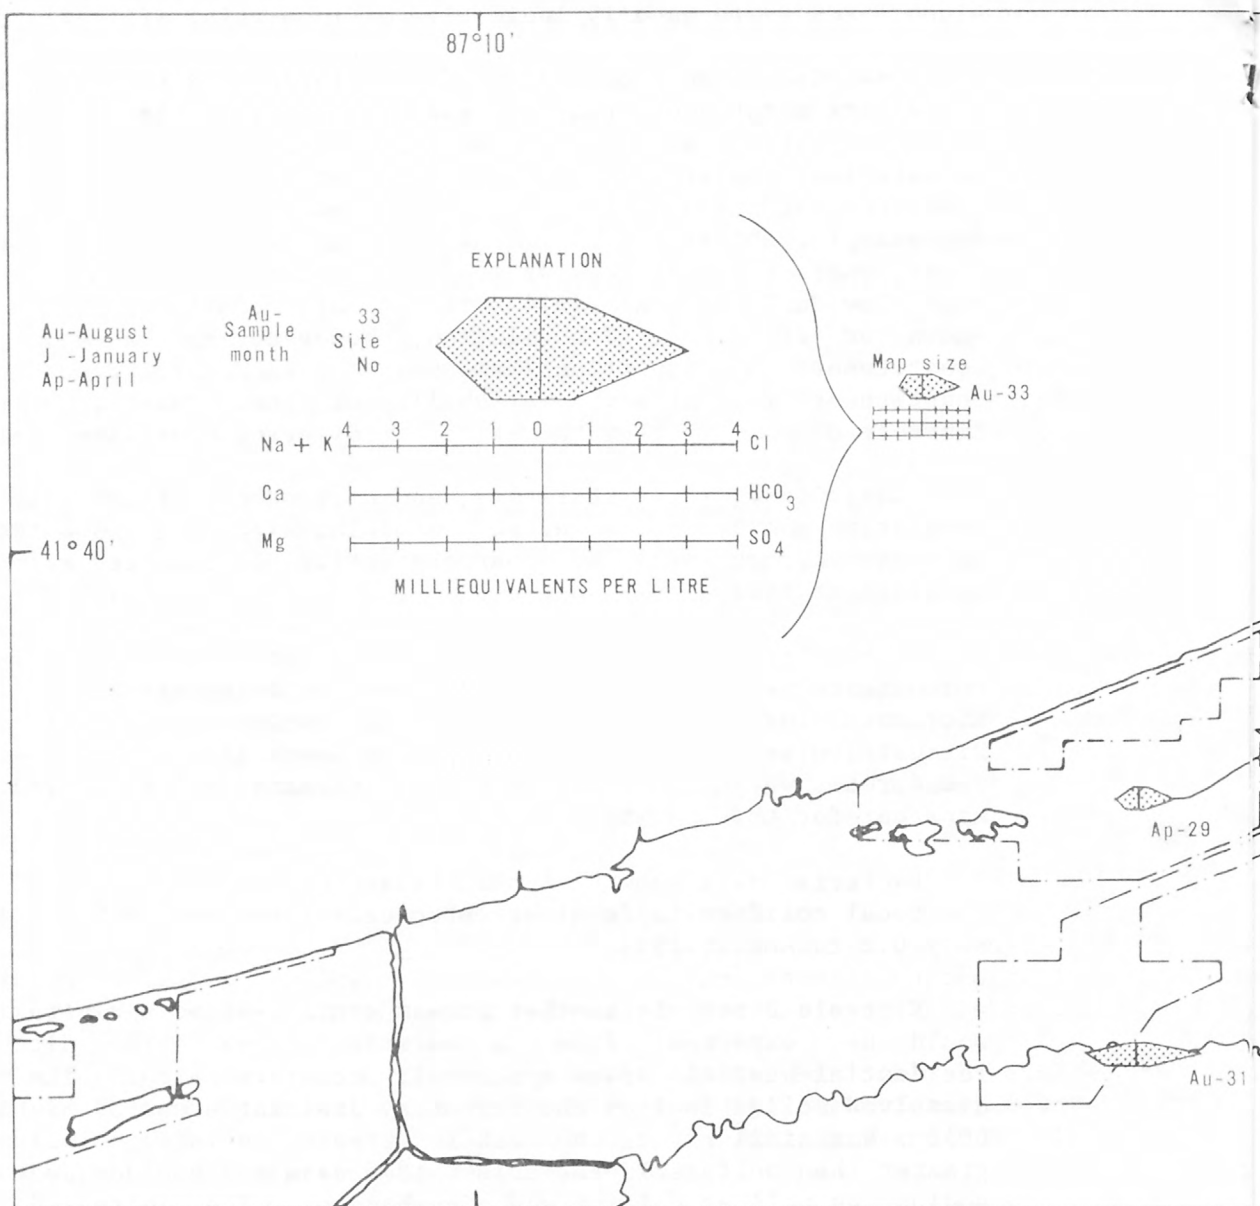 87°10'
EXPLANATION
Au-August
J -January
Ap-April
Au-
Sample
month
33
Site
No
Map size
Au-33
4 3 2 1 0 1 2 3 4
Na + K Cl
Ca HCO3
Mg SO4
41°40'
MILLIEQUIVALENTS PER LITRE
Ap-29
Au-31